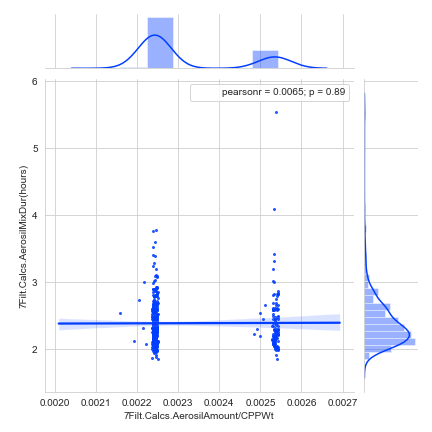 pearsonr = 0.0065; p = 0.89
6
5
4
3
2
7Filt.Calcs.AerosilMixDur(hours)
0.0020 0.0021 0.0022 0.0023 0.0024 0.0025 0.0026 0.0027
7Filt.Calcs.AerosilAmount/CPPWt